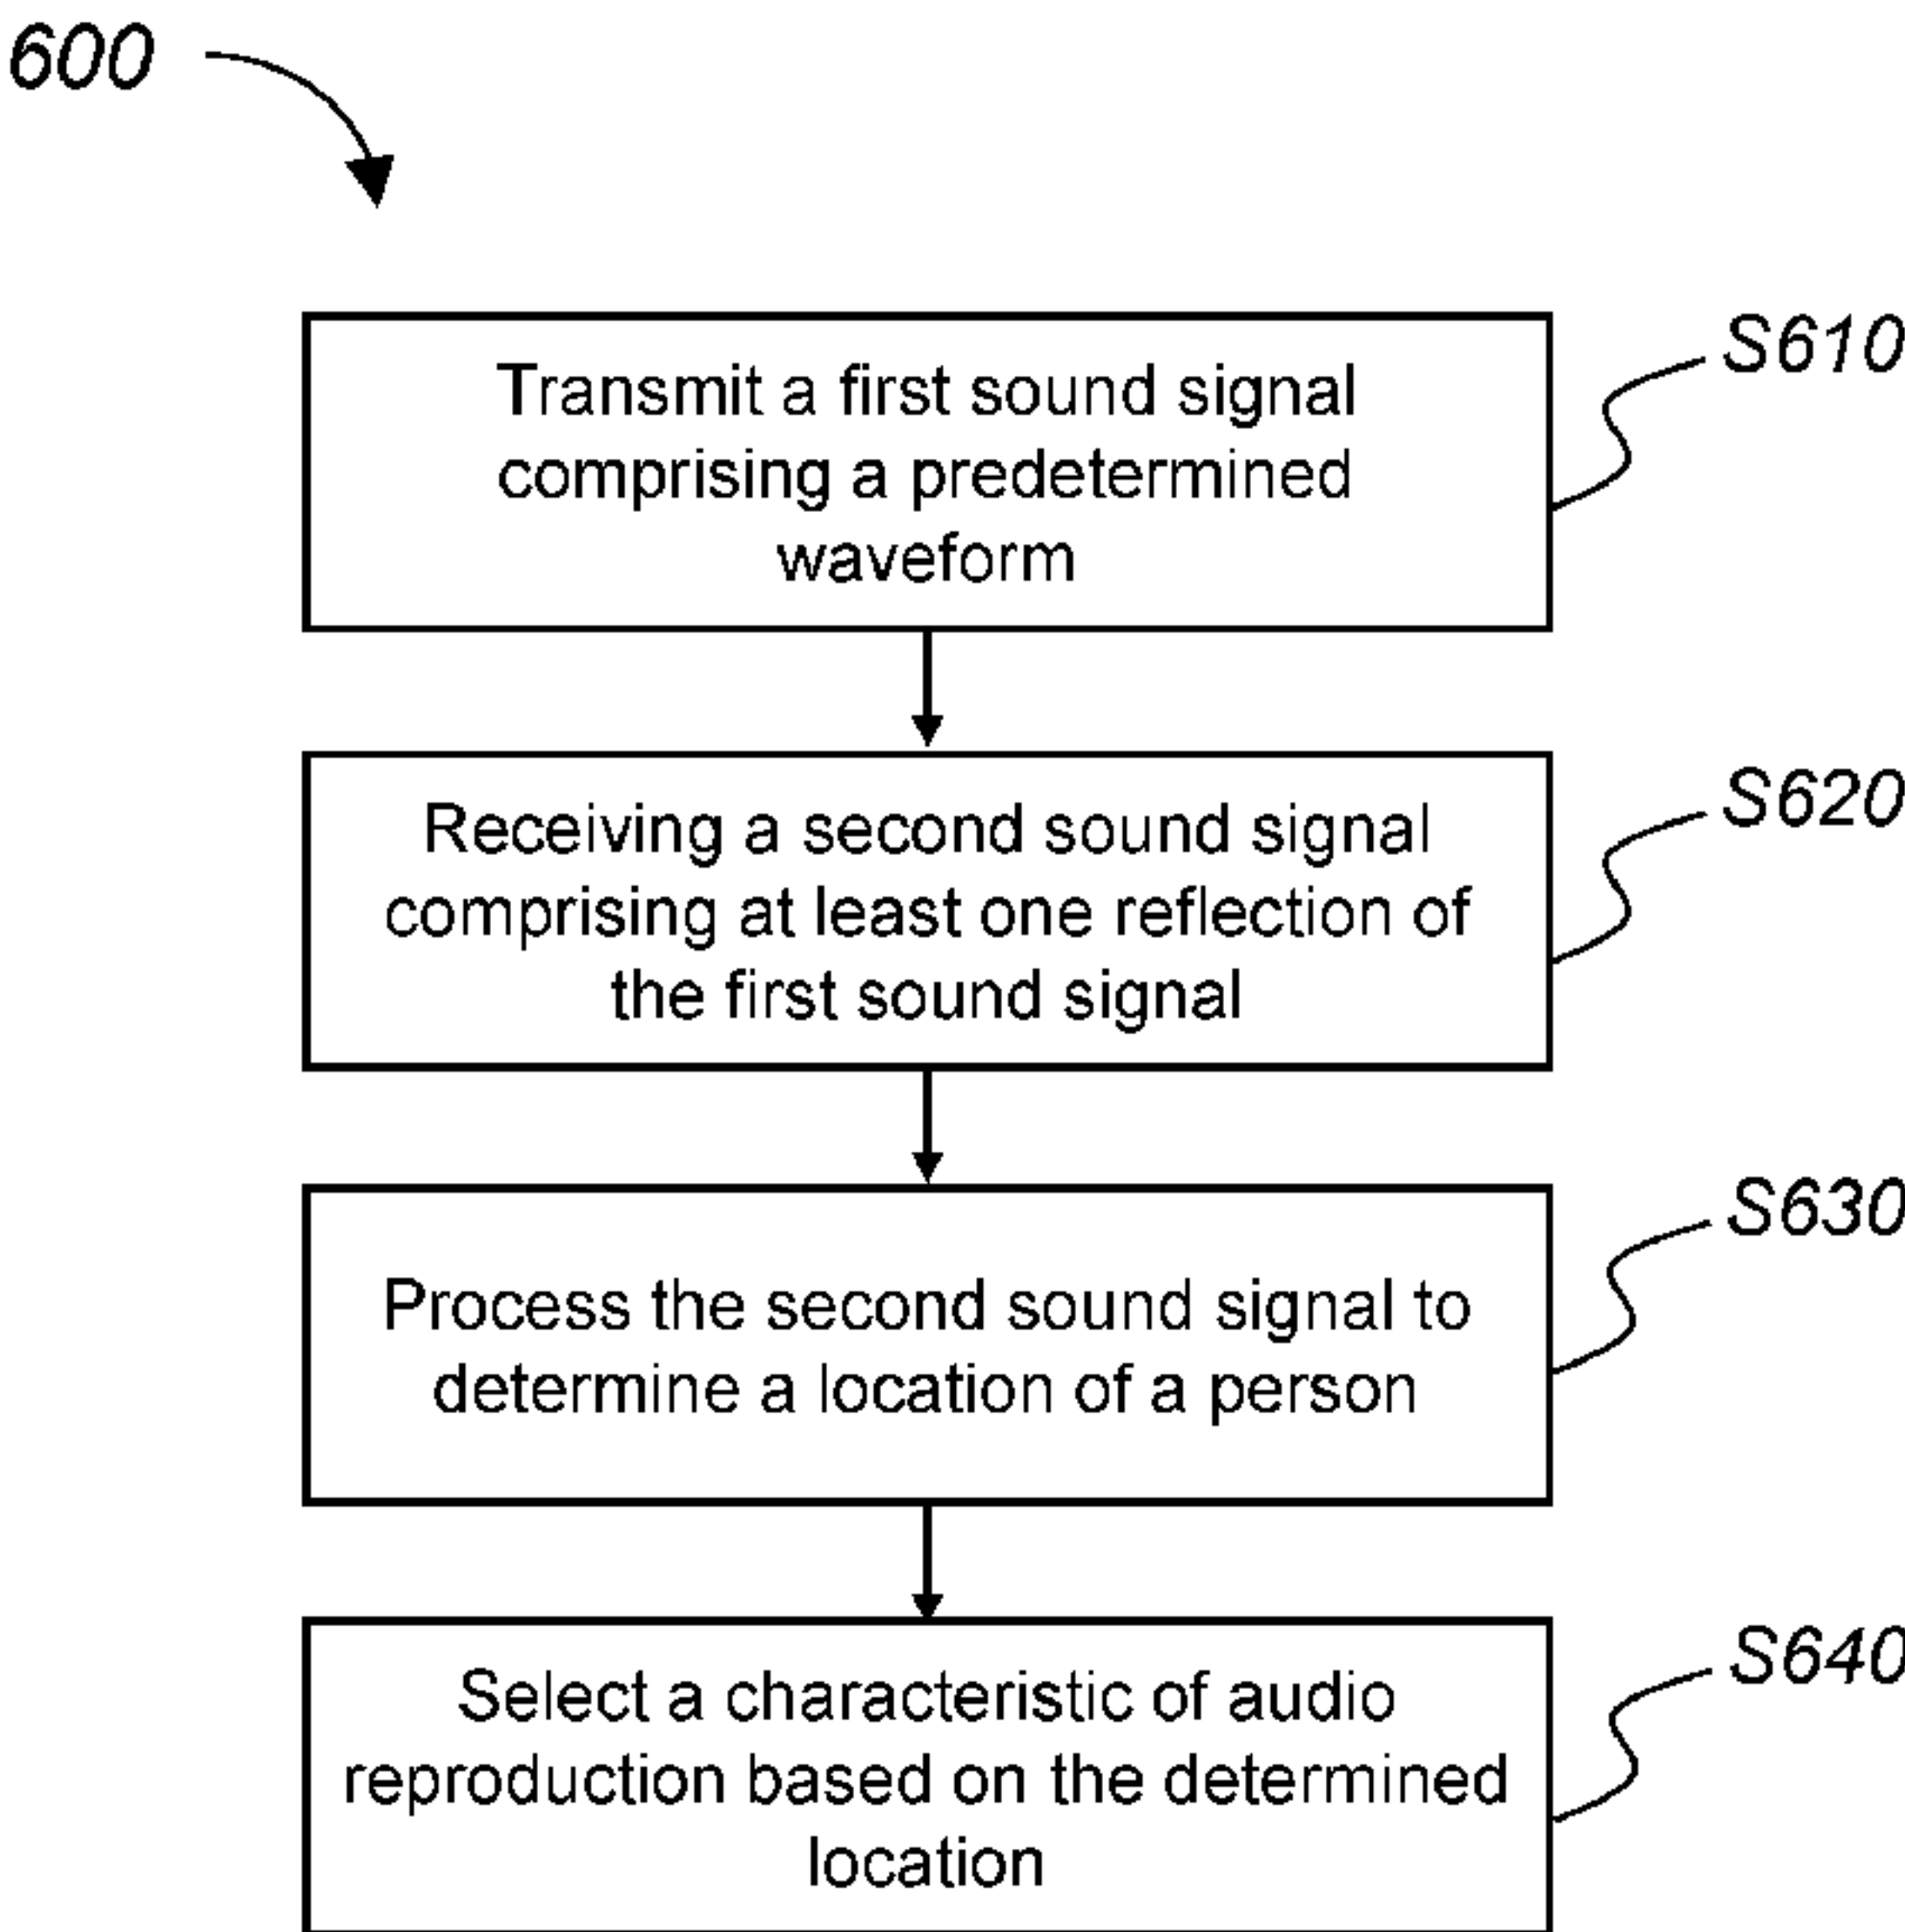 600
Transmit a first sound signal
comprising a predetermined
waveform
S610
Receiving a second sound signal
comprising at least one reflection of
the first sound signal
S620
Process the second sound signal to
determine a location of a person
S630
Select a characteristic of audio
reproduction based on the determined
location
S640